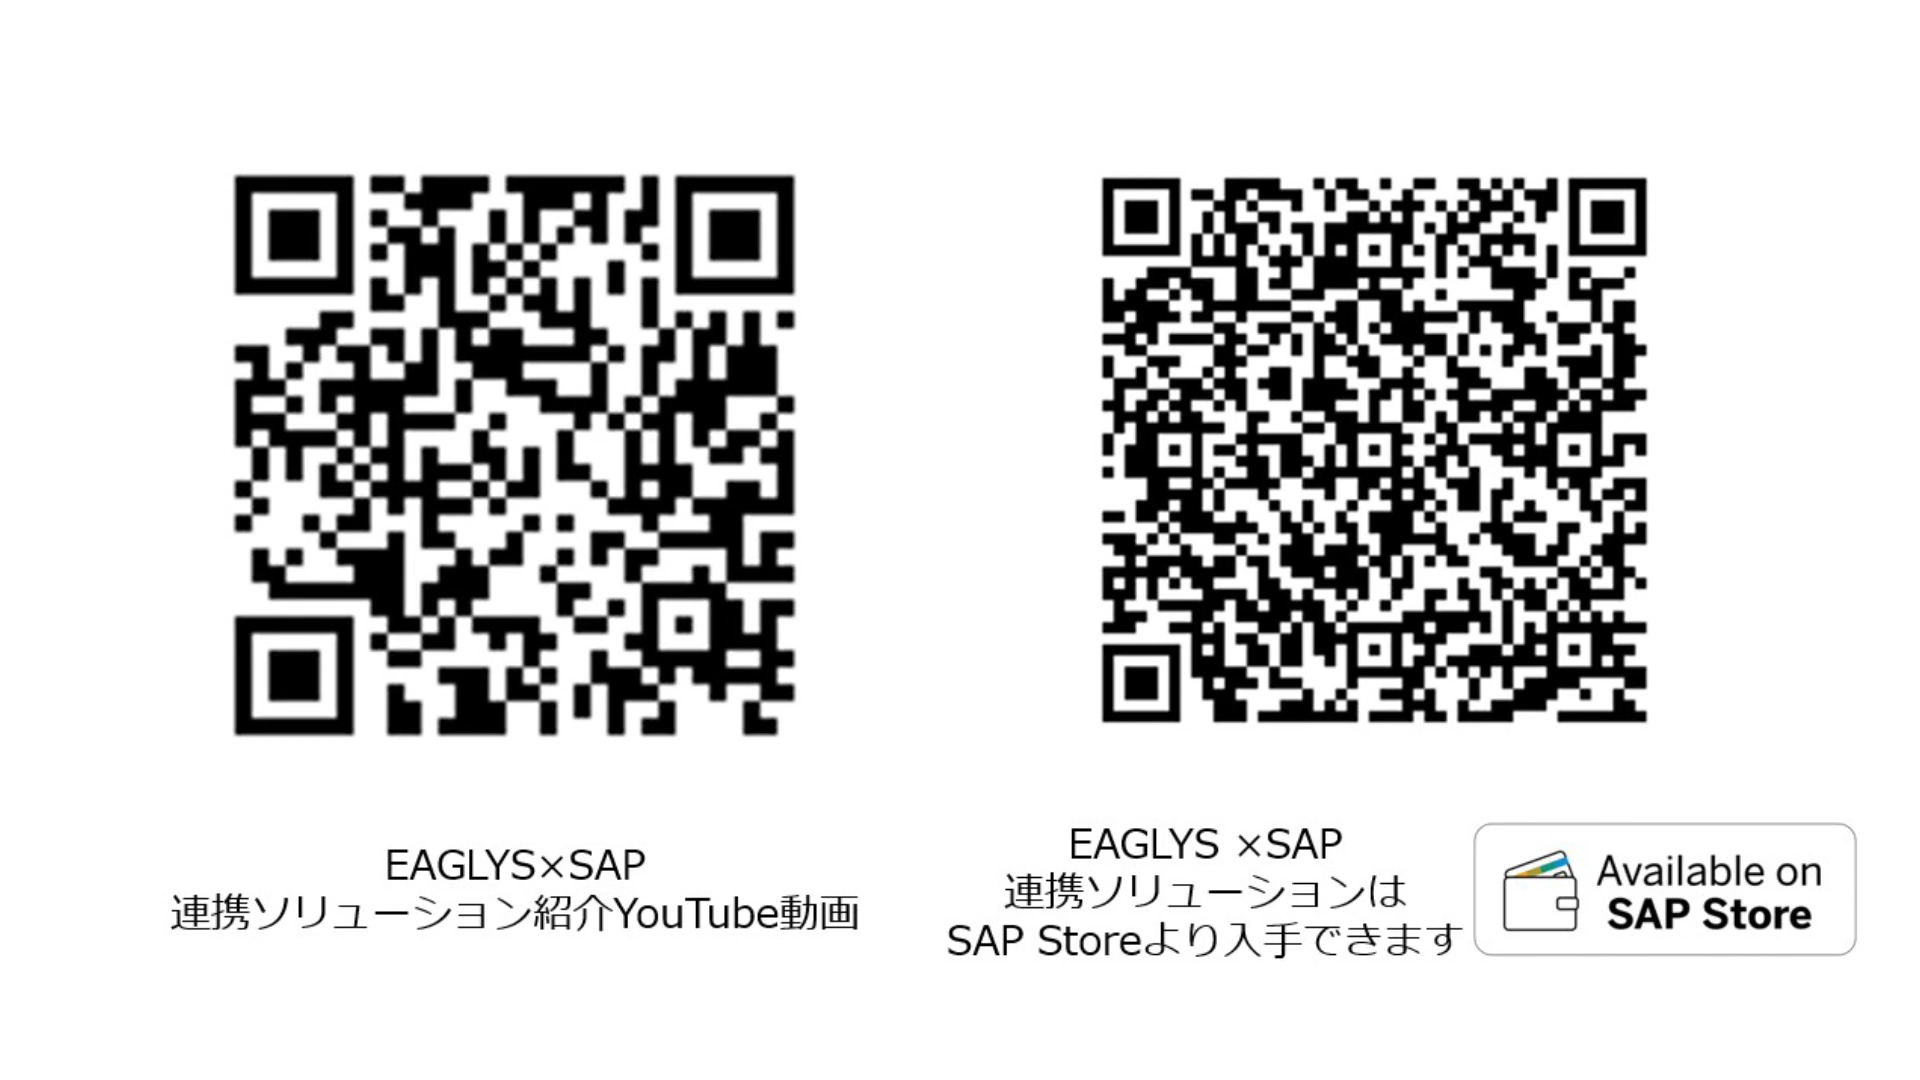 EAGLYS×SAP
連携ソリューション紹介YouTube動画
EAGLYS ×SAP
連携ソリューションは
SAP Storeより入手できます
Available on
SAP Store